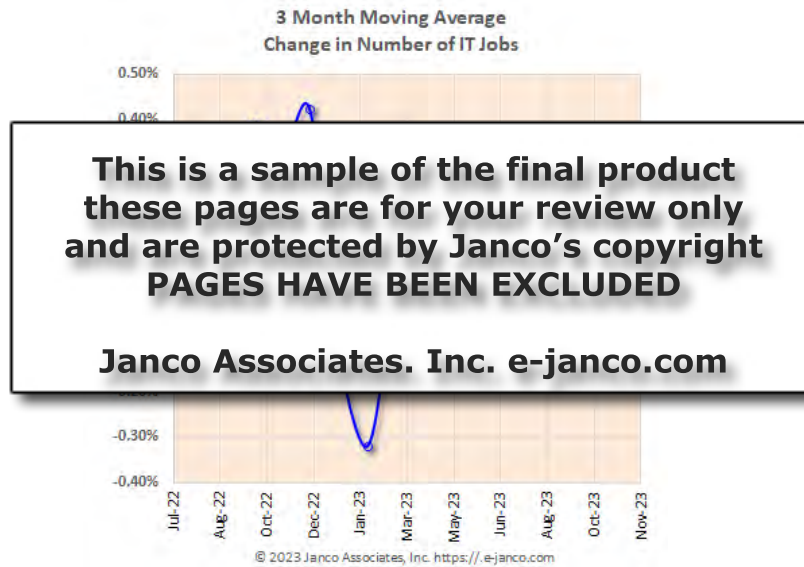 3 Month Moving Average
Change in Number of IT Jobs
0.50%
0.40%
This is a sample of the final product
these pages are for your review only
and are protected by Janco's copyright
PAGES HAVE BEEN EXCLUDED
Janco Associates. Inc. e-janco.com
-0.30%
-0.40%
Jul-22
Aug-22
Oct-22
Dec-22
Jan-23
Mar-23
May-23
Jun-23
Aug-23
Oct-23
Nov-23
© 2023 Janco Associates, Inc. https://.e-janco.com